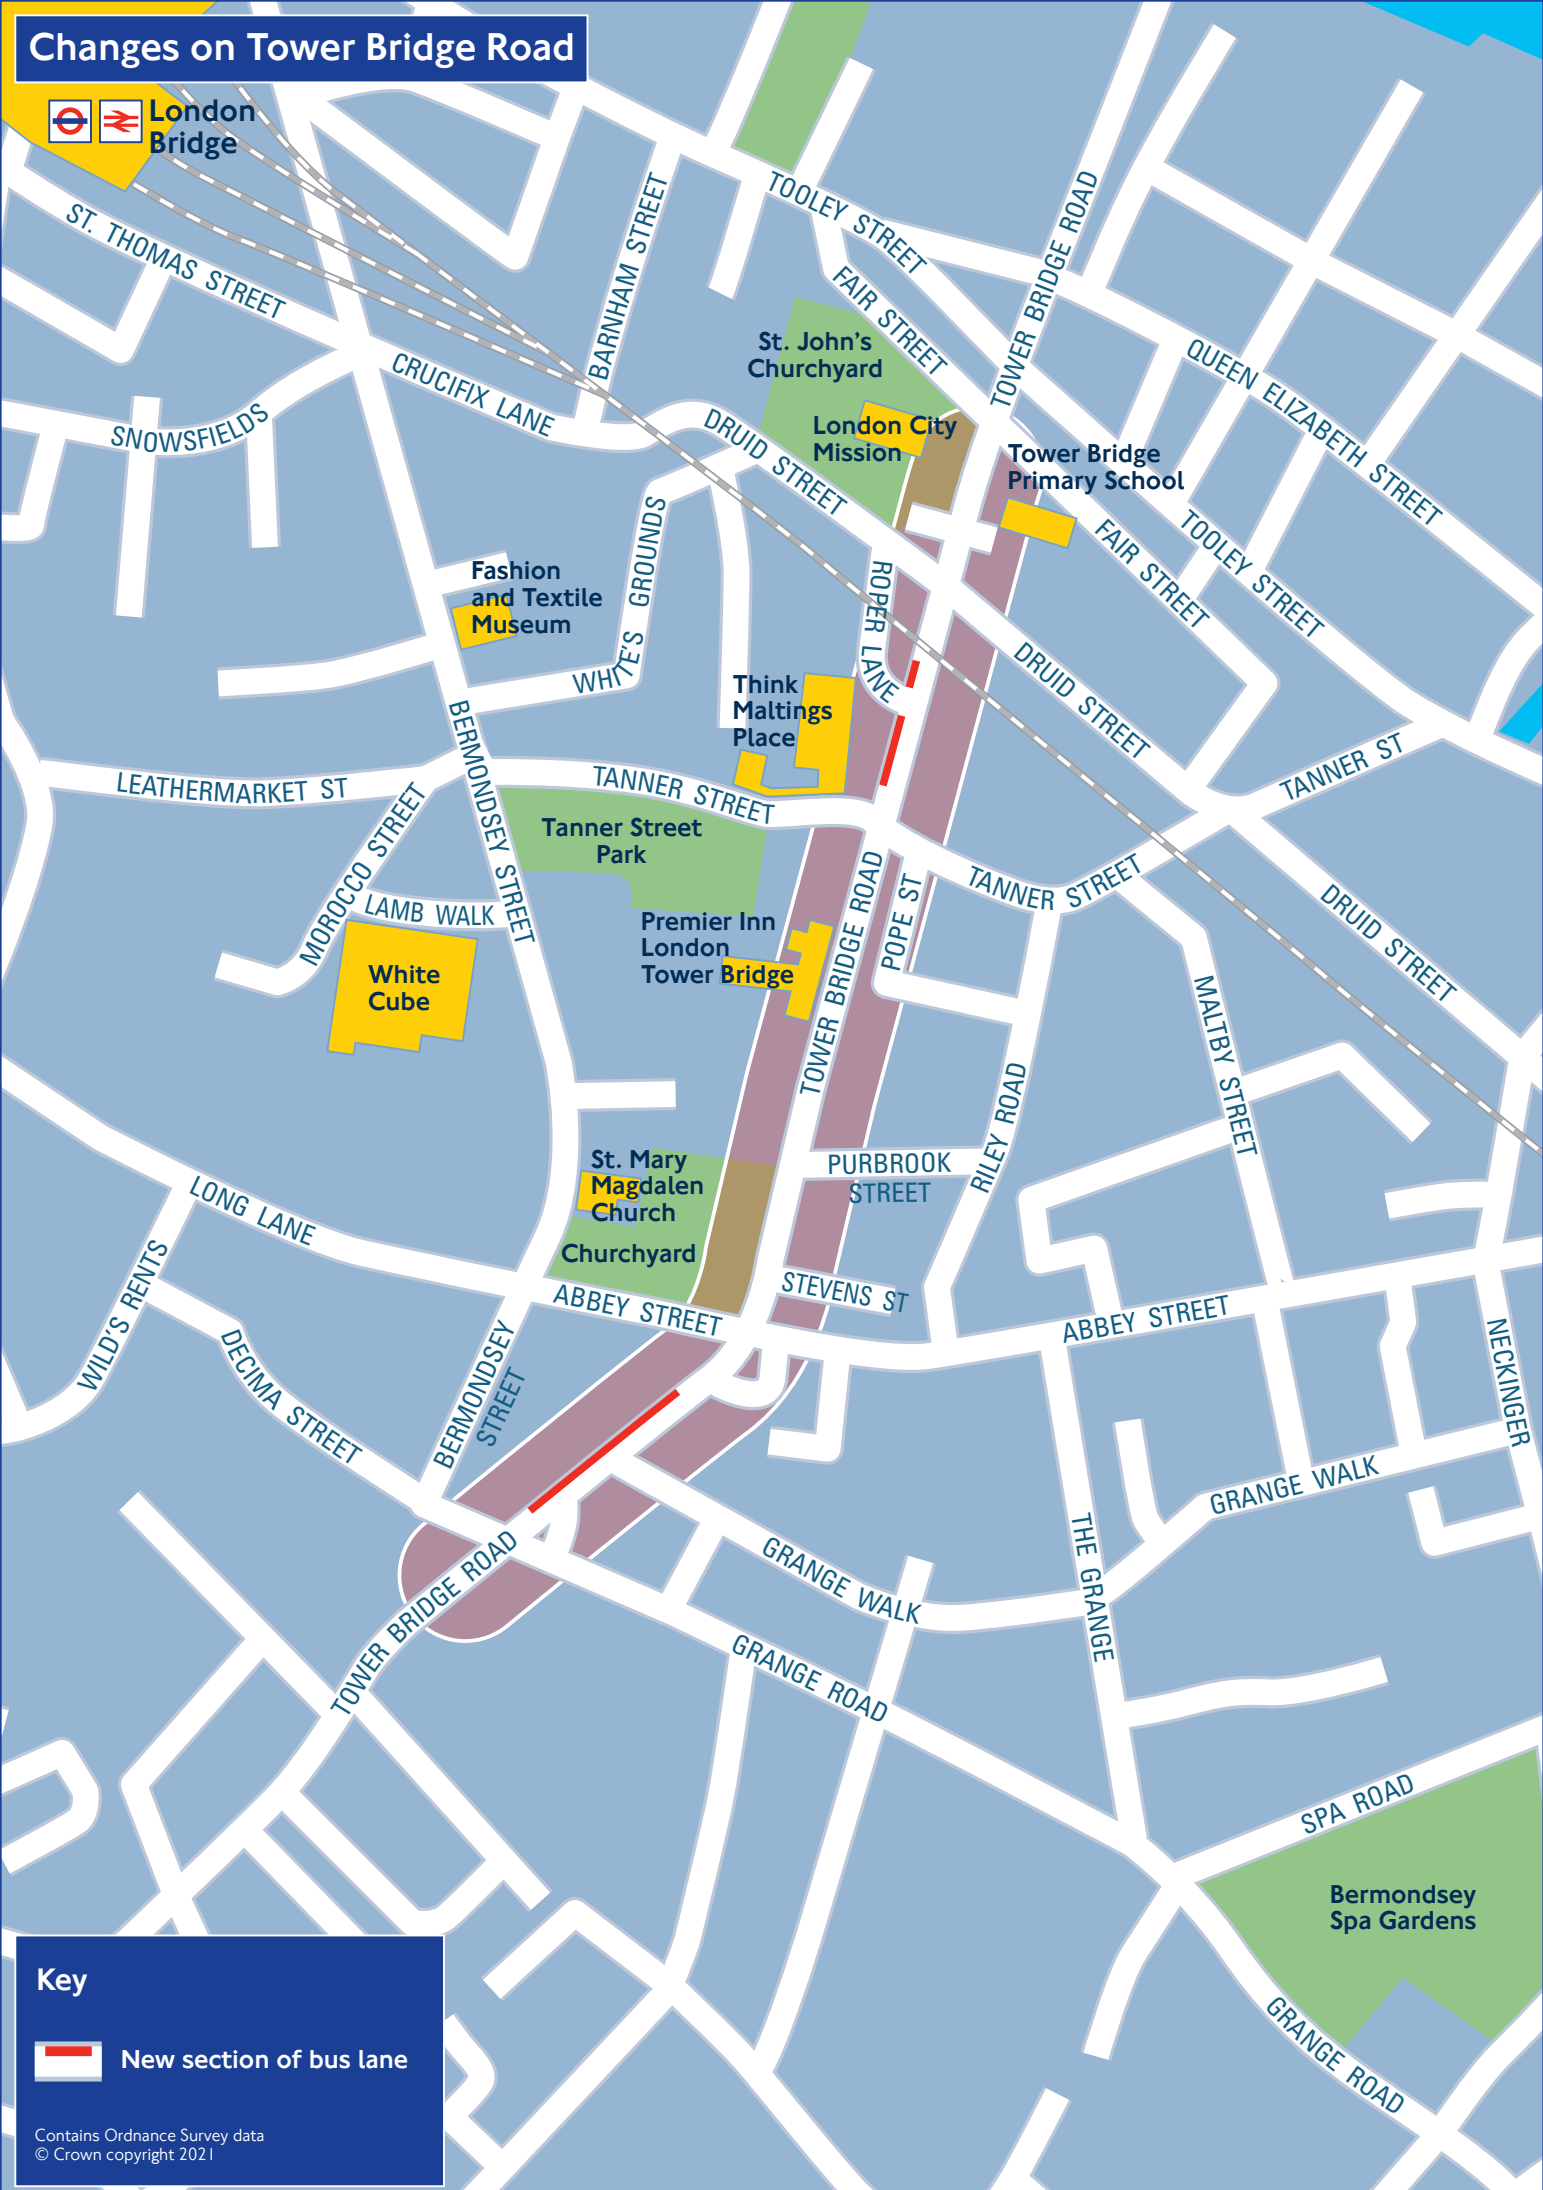 Changes on Tower Bridge Road
London
Bridge
ST. THOMAS STREET
BARNHAM STREET
TOOLEY STREET
TOWER BRIDGE ROAD
FAIR STREET
QUEEN ELIZABETH STREET
St. John's
Churchyard
CRUCIFIX LANE
SNOWSFIELDS
DRUID STREET
London City
Mission
Tower Bridge
Primary School
FAIR STREET
TOOLEY STREET
WHITE'S GROUNDS
Fashion
and Textile
Museum
ROPER LANE
DRUID STREET
Think
Maltings
Place
BERMONDSEY STREET
TANNER ST
LEATHERMARKET ST
TANNER STREET
Tanner Street
Park
MOROCCO STREET
LAMB WALK
TOWER BRIDGE ROAD
POPE ST
TANNER STREET
DRUID STREET
Premier Inn
London
Tower Bridge
White
Cube
MALTBY STREET
RILEY ROAD
St. Mary
Magdalen
Church
Churchyard
PURBROOK
STREET
LONG LANE
WILD'S RENTS
STEVENS ST
ABBEY STREET
ABBEY STREET
DECIMA STREET
BERMONDSEY
STREET
NECKINGER
GRANGE WALK
THE GRANGE
TOWER BRIDGE ROAD
GRANGE WALK
GRANGE ROAD
SPA ROAD
Bermondsey
Spa Gardens
GRANGE ROAD
Key
New section of bus lane
Contains Ordnance Survey data
© Crown copyright 2021